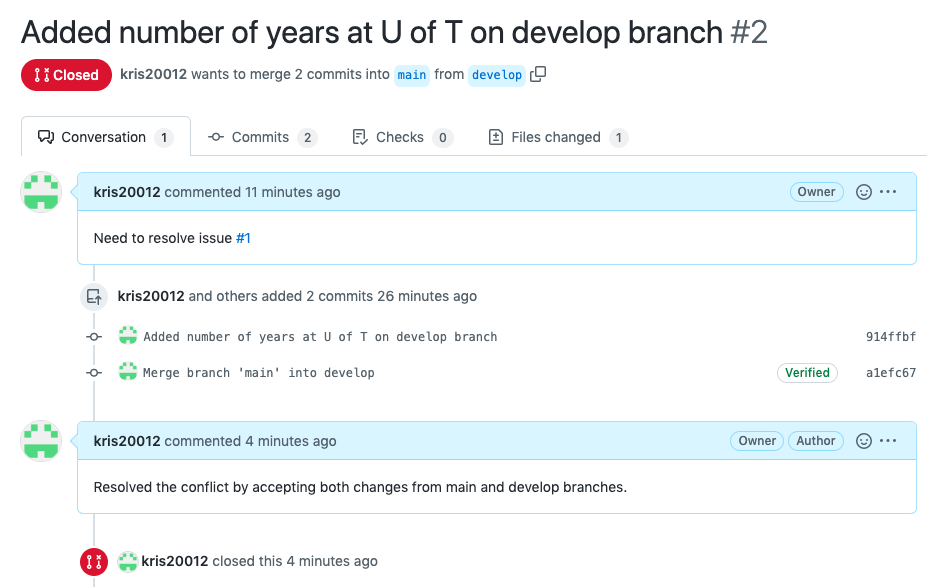 Added number of years at U of T on develop branch #2
Closed kris20012 wants to merge 2 commits into main from develop
Conversation 1 Commits 2 Checks 0 Files changed 1
kris20012 commented 11 minutes ago Owner
Need to resolve issue #1
kris20012 and others added 2 commits 26 minutes ago
Added number of years at U of T on develop branch 914ffbf
Merge branch 'main' into develop Verified a1efc67
kris20012 commented 4 minutes ago Owner Author
Resolved the conflict by accepting both changes from main and develop branches.
kris20012 closed this 4 minutes ago